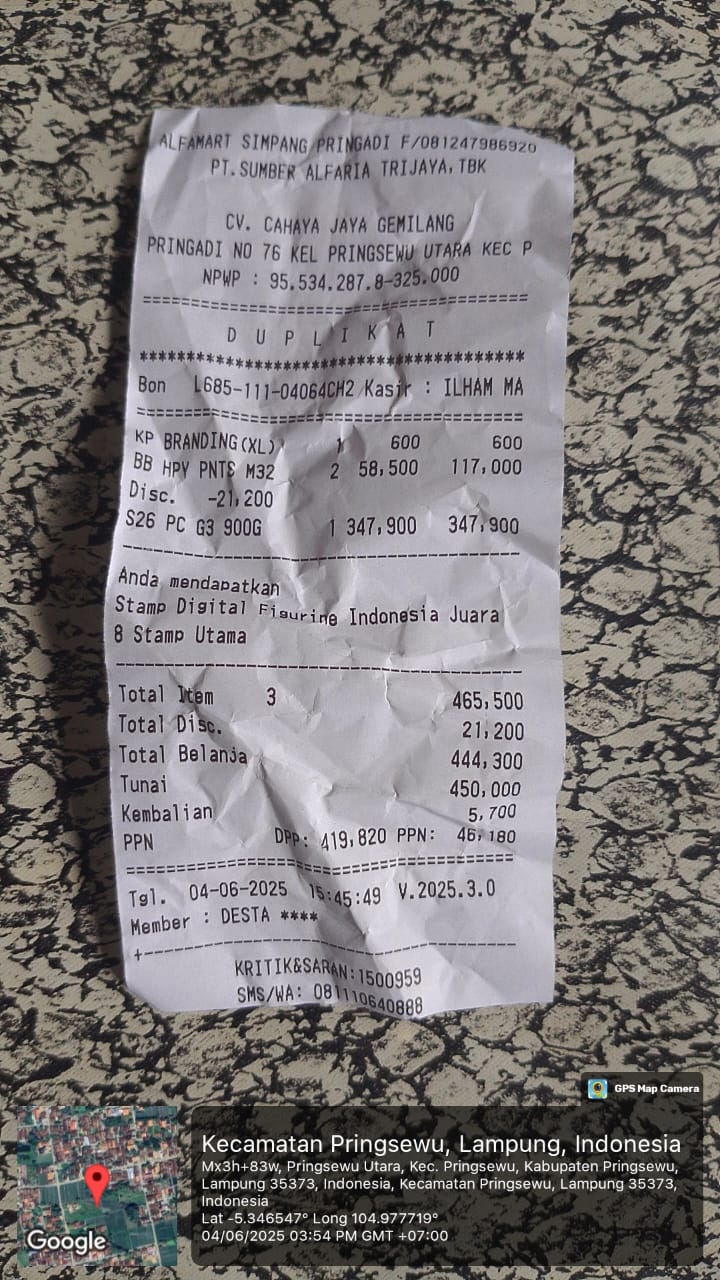 ALFAMART SIMPANG PRINGADI F/081247986920
PT.SUMBER ALFARIA TRIJAYA,TBK
CV. CAHAYA JAYA GEMILANG
PRINGADI NO 76 KEL PRINGSEWU UTARA KEC P
NPWP : 95.534.287.8-325.000
==========================================
D U P L I K A T
****************************************
Bon L685-111-04064CH2 Kasir : ILHAM MA
==========================================
KP BRANDING(XL) 1 600 600
BB HPY PNTS M32 2 58,500 117,000
Disc. -21,200
S26 PC G3 900G 1 347,900 347,900
------------------------------------------
Anda mendapatkan
Stamp Digital Figurine Indonesia Juara
8 Stamp Utama
------------------------------------------
Total Item 3 465,500
Total Disc. 21,200
Total Belanja 444,300
Tunai 450,000
Kembalian 5,700
PPN DPP: 419,820 PPN: 46,180
==========================================
Tgl. 04-06-2025 15:45:49 V.2025.3.0
Member : DESTA ****
+-----------------------------------------
KRITIK&SARAN:1500959
SMS/WA: 081110640888
GPS Map Camera
Kecamatan Pringsewu, Lampung, Indonesia
Mx3h+83w, Pringsewu Utara, Kec. Pringsewu, Kabupaten Pringsewu,
Lampung 35373, Indonesia, Kecamatan Pringsewu, Lampung 35373,
Indonesia
Lat -5.346547° Long 104.977719°
04/06/2025 03:54 PM GMT +07:00
Google